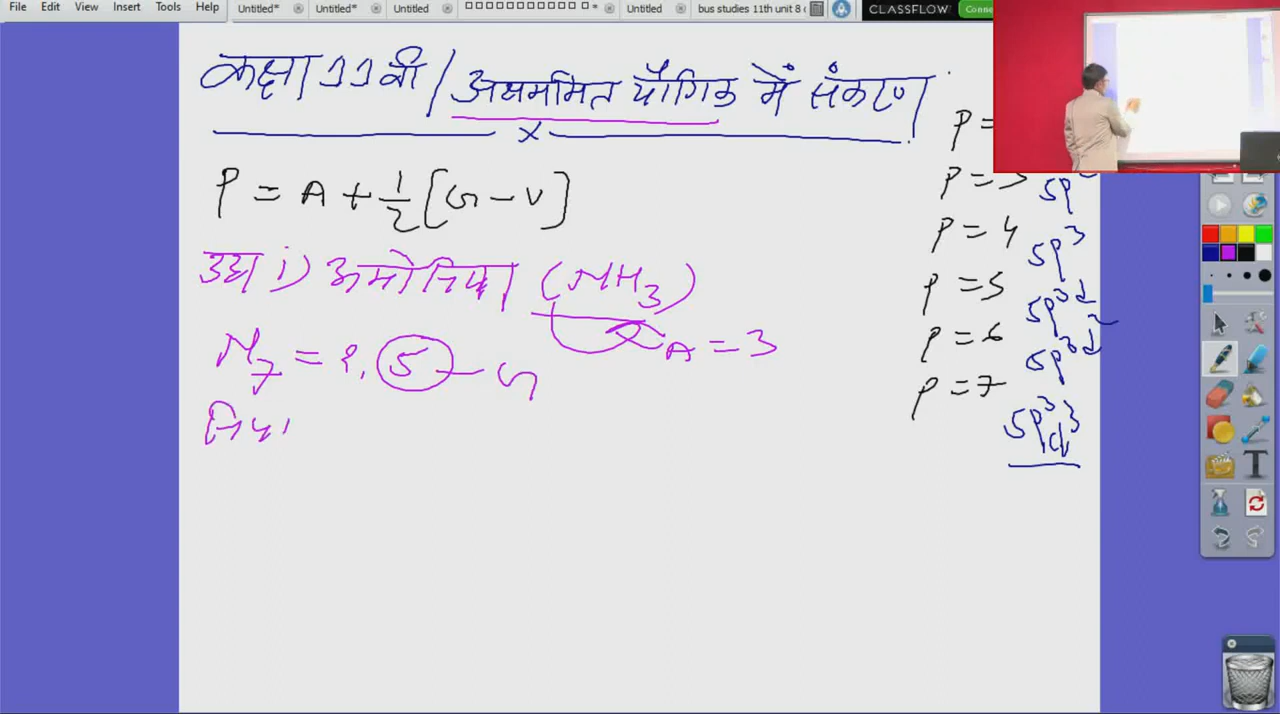 File Edit View Insert Tools Help
Untitled* Untitled* Untitled Untitled bus studies 11th unit 8 CLASSFLOW Conne
कक्षा 11वी / असममित यौगिक में संकरण
x
P = A + 1/2 [G - V]
उदा i) अमोनिया (NH3)
A = 3
N7 = 2, 5 - G
P =
P = 3 sp2
P = 4 sp3
P = 5 sp3d
P = 6 sp3d2
P = 7 sp3d3